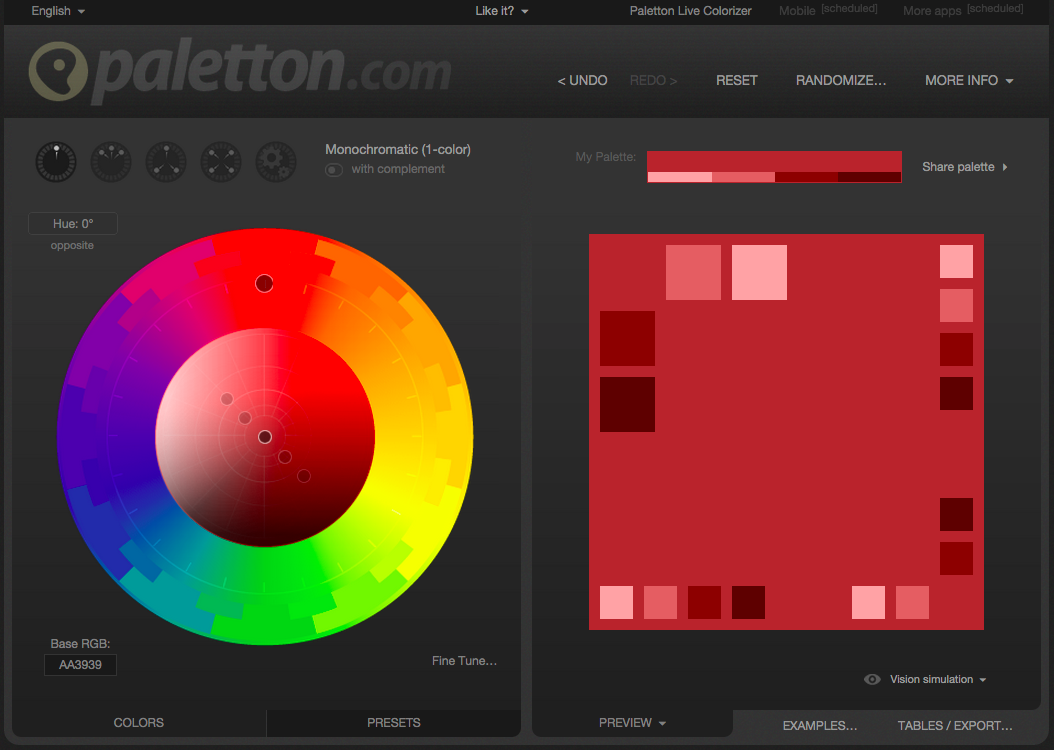 English
Like it?
Paletton Live Colorizer
Mobile [scheduled]
More apps [scheduled]
paletton.com
< UNDO
REDO >
RESET
RANDOMIZE...
MORE INFO
Monochromatic (1-color)
with complement
My Palette:
Share palette
Hue: 0°
opposite
Base RGB:
AA3939
Fine Tune...
Vision simulation
COLORS
PRESETS
PREVIEW
EXAMPLES...
TABLES / EXPORT...